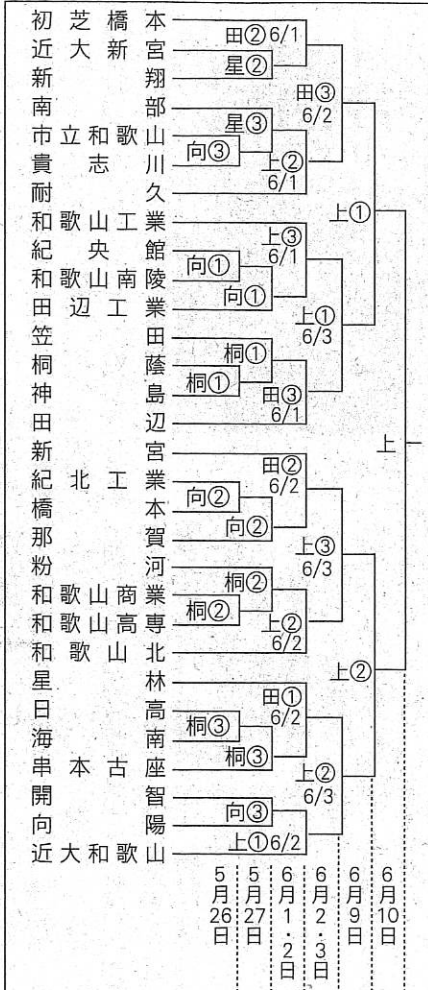 初芝橋本
近大新宮
新翔
南部
市立和歌山
貴志川
耐久
和歌山工業
紀央館
和歌山南陵
田辺工業
笠田
桐蔭
神島
田辺
新宮
紀北工業
橋本
那賀
粉河
和歌山商業
和歌山高専
和歌山北
星林
日高
海南
串本古座
開智
向陽
近大和歌山
田② 6/1
星②
田③
6/2
星③
向③
上②
6/1
上①
上③
6/1
向①
向①
上①
6/3
桐①
桐①
田③
6/1
上
田②
6/2
向②
向②
上③
6/3
桐②
桐②
上②
6/2
上②
田①
6/2
桐③
桐③
上②
6/3
向③
上① 6/2
5月26日
5月27日
6月1・2日
6月2・3日
6月9日
6月10日